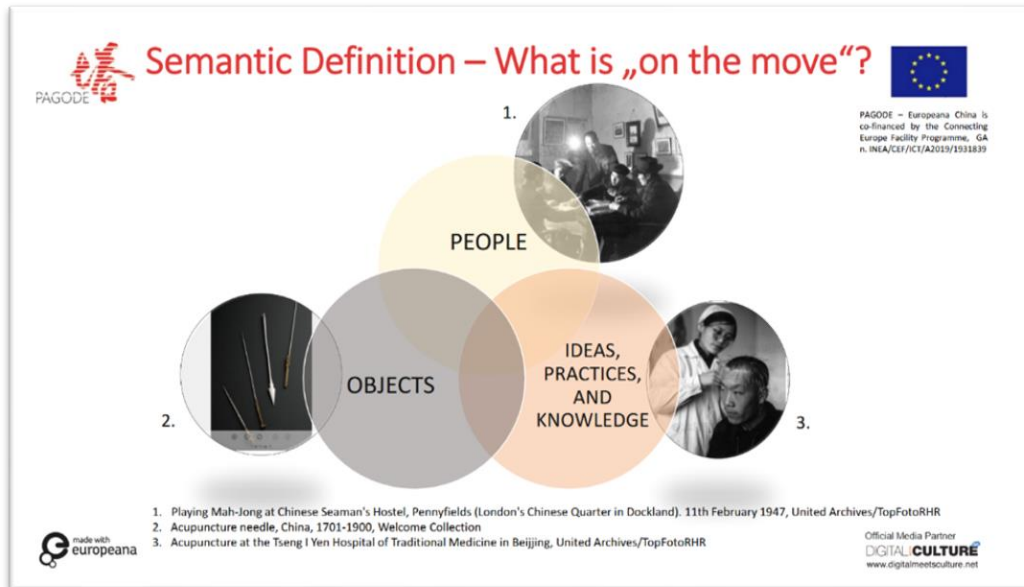 Semantic Definition – What is „on the move“?
PAGODE
PAGODE – Europeana China is
co-financed by the Connecting
Europe Facility Programme, GA
n. INEA/CEF/ICT/A2019/1931839
1.
PEOPLE
OBJECTS
IDEAS,
PRACTICES,
AND
KNOWLEDGE
2.
3.
1. Playing Mah-Jong at Chinese Seaman's Hostel, Pennyfields (London's Chinese Quarter in Dockland). 11th February 1947, United Archives/TopFotoRHR
2. Acupuncture needle, China, 1701-1900, Welcome Collection
3. Acupuncture at the Tseng I Yen Hospital of Traditional Medicine in Beijjing, United Archives/TopFotoRHR
made with
europeana
Official Media Partner
DIGITALICULTURE
www.digitalmeetsculture.net